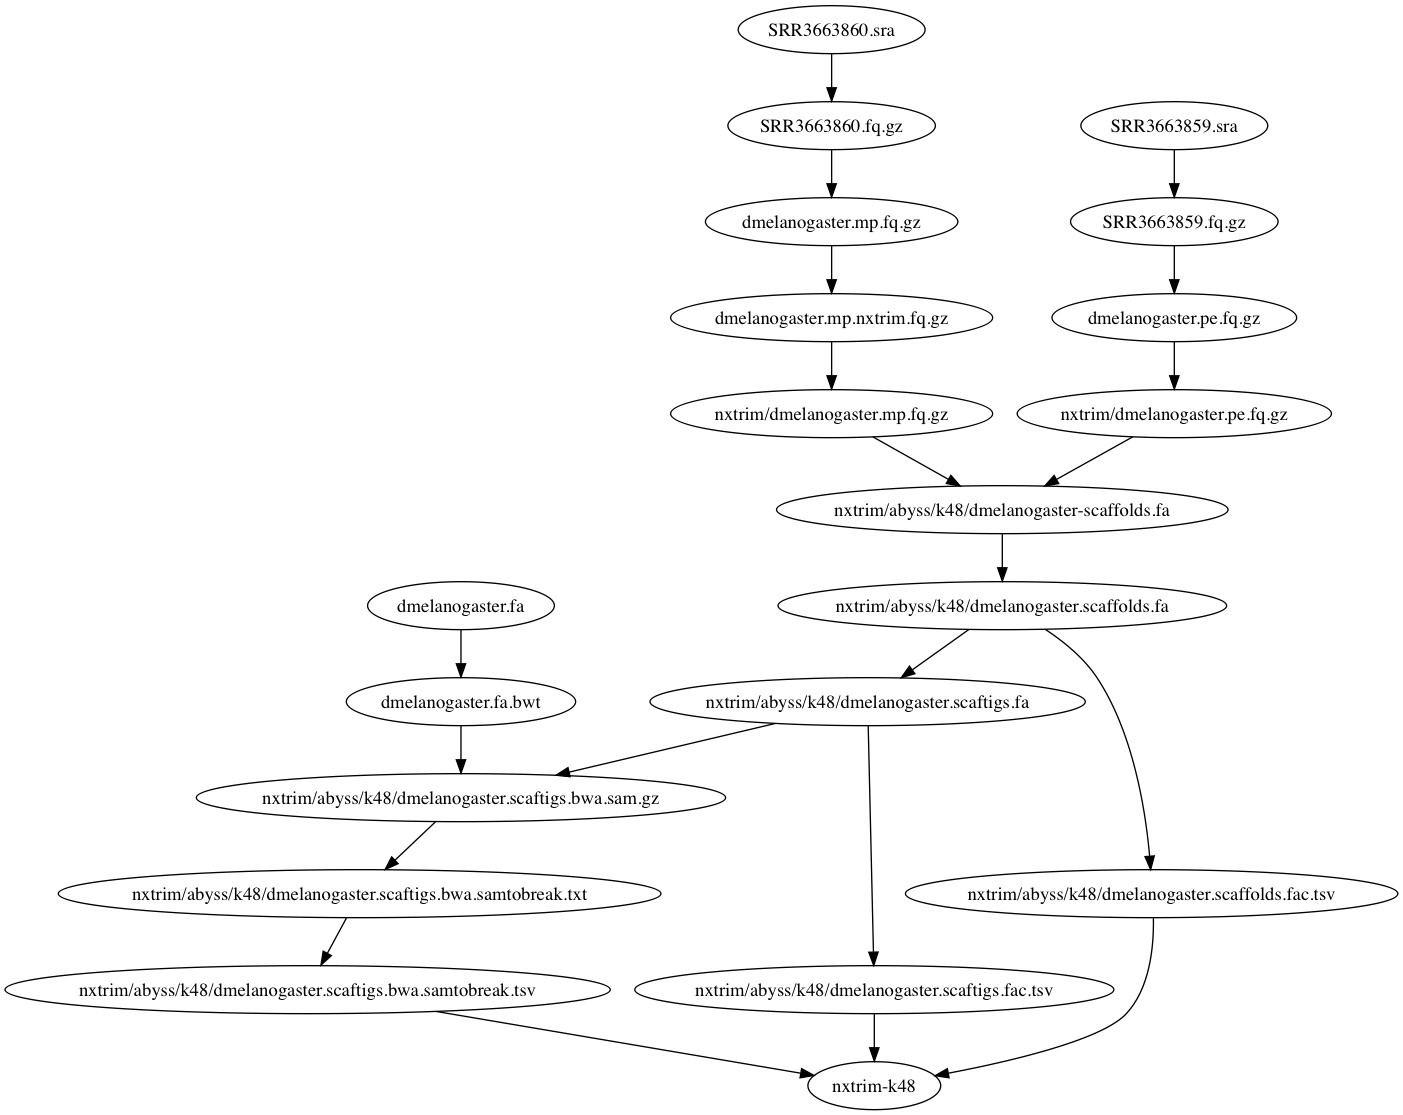 SRR3663860.sra
SRR3663860.fq.gz
SRR3663859.sra
dmelanogaster.mp.fq.gz
SRR3663859.fq.gz
dmelanogaster.mp.nxtrim.fq.gz
dmelanogaster.pe.fq.gz
nxtrim/dmelanogaster.mp.fq.gz
nxtrim/dmelanogaster.pe.fq.gz
nxtrim/abyss/k48/dmelanogaster-scaffolds.fa
dmelanogaster.fa
nxtrim/abyss/k48/dmelanogaster.scaffolds.fa
dmelanogaster.fa.bwt
nxtrim/abyss/k48/dmelanogaster.scaftigs.fa
nxtrim/abyss/k48/dmelanogaster.scaftigs.bwa.sam.gz
nxtrim/abyss/k48/dmelanogaster.scaftigs.bwa.samtobreak.txt
nxtrim/abyss/k48/dmelanogaster.scaffolds.fac.tsv
nxtrim/abyss/k48/dmelanogaster.scaftigs.bwa.samtobreak.tsv
nxtrim/abyss/k48/dmelanogaster.scaftigs.fac.tsv
nxtrim-k48